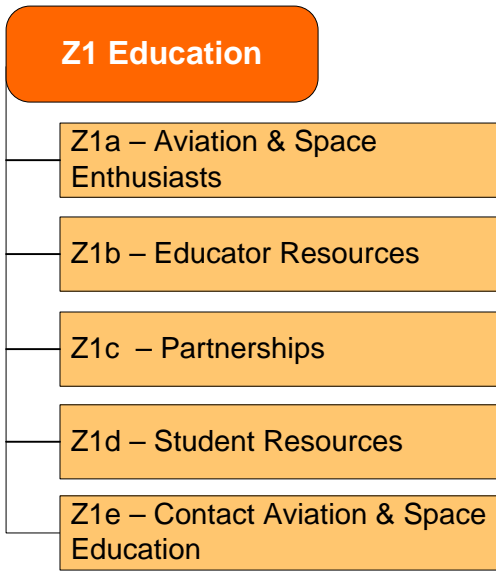 Z1 Education
Z1a – Aviation & Space
Enthusiasts
Z1b – Educator Resources
Z1c – Partnerships
Z1d – Student Resources
Z1e – Contact Aviation & Space
Education